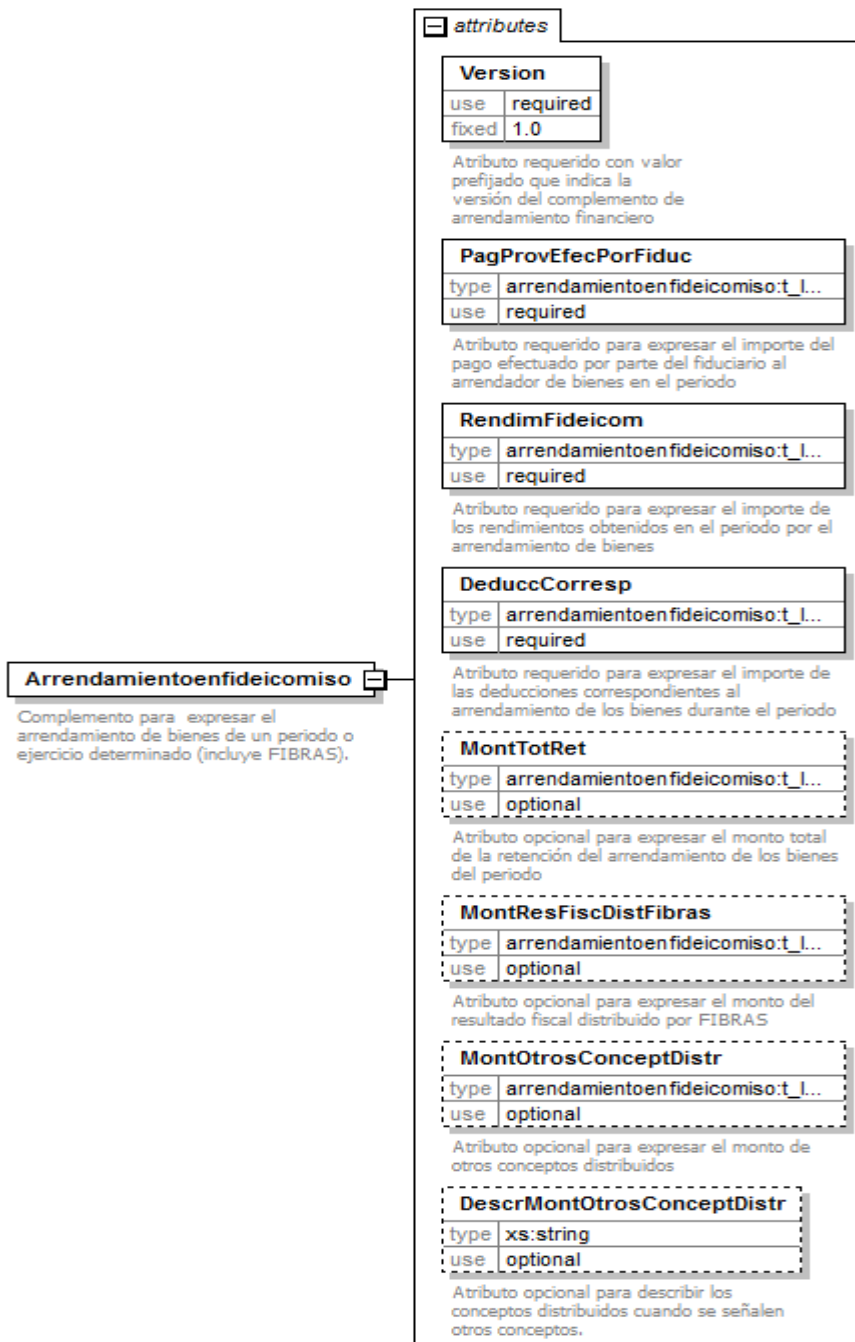 attributes
Version
use required
fixed 1.0
Atributo requerido con valor
prefijado que indica la
versión del complemento de
arrendamiento financiero
PagProvEfecPorFiduc
type arrendamientoenfideicomiso:t_I...
use required
Atributo requerido para expresar el importe del
pago efectuado por parte del fiduciario al
arrendador de bienes en el periodo
RendimFideicom
type arrendamientoenfideicomiso:t_I...
use required
Atributo requerido para expresar el importe de
los rendimientos obtenidos en el periodo por el
arrendamiento de bienes
DeduccCorresp
type arrendamientoenfideicomiso:t_I...
use required
Atributo requerido para expresar el importe de
las deducciones correspondientes al
arrendamiento de los bienes durante el periodo
Arrendamientoenfideicomiso
Complemento para expresar el
arrendamiento de bienes de un periodo o
ejercicio determinado (incluye FIBRAS).
MontTotRet
type arrendamientoenfideicomiso:t_I...
use optional
Atributo opcional para expresar el monto total
de la retención del arrendamiento de los bienes
del periodo
MontResFiscDistFibras
type arrendamientoenfideicomiso:t_I...
use optional
Atributo opcional para expresar el monto del
resultado fiscal distribuido por FIBRAS
MontOtrosConceptDistr
type arrendamientoenfideicomiso:t_I...
use optional
Atributo opcional para expresar el monto de
otros conceptos distribuidos
DescrMontOtrosConceptDistr
type xs:string
use optional
Atributo opcional para describir los
conceptos distribuidos cuando se señalen
otros conceptos.